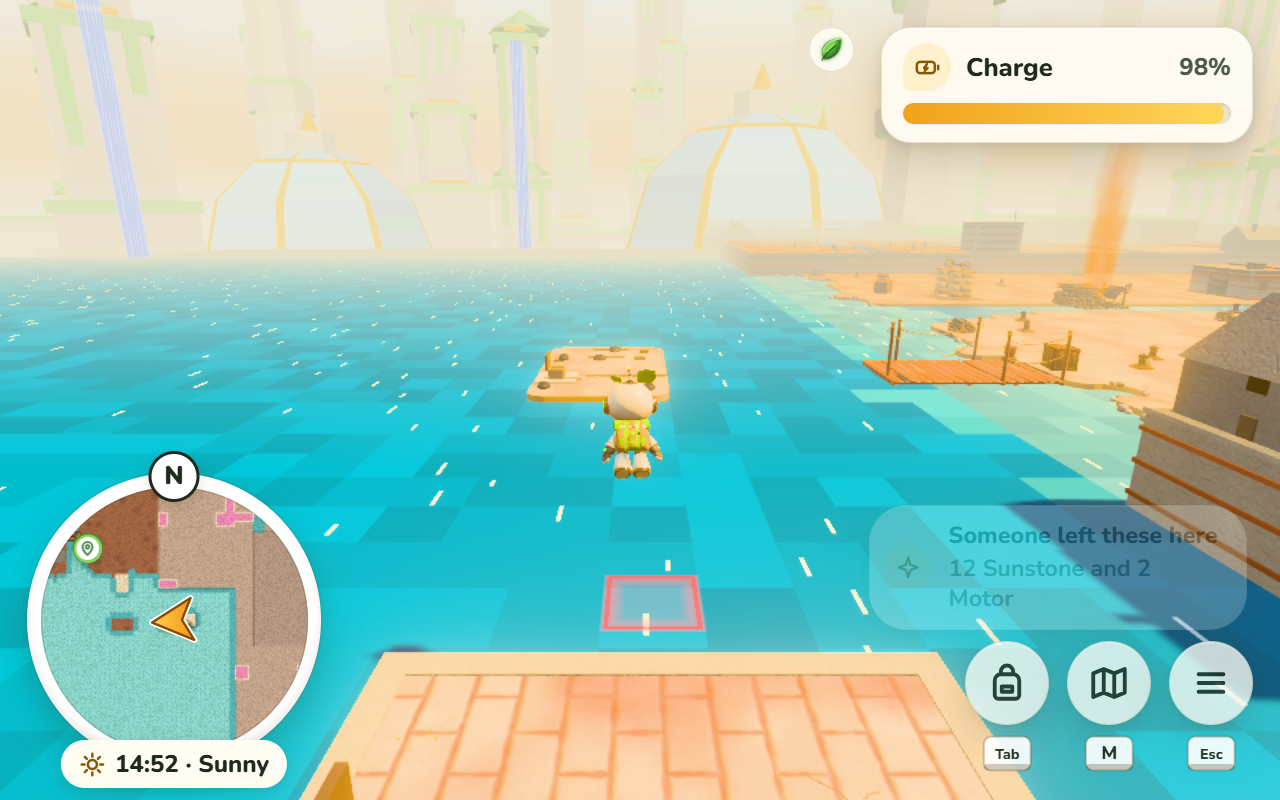 Charge 98%
N
Someone left these here
12 Sunstone and 2
Motor
14:52 · Sunny
Tab
M
Esc